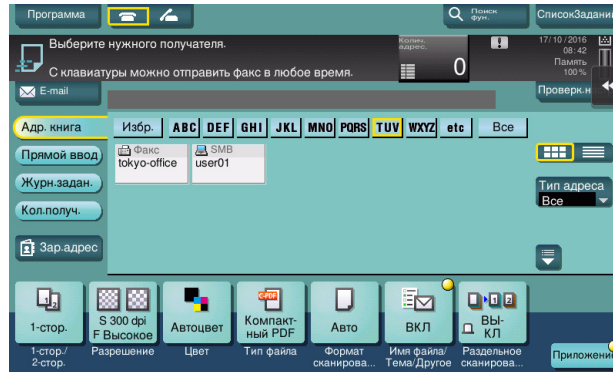 Программа
Поиск
фун.
СписокЗадани
Выберите нужного получателя.
С клавиатуры можно отправить факс в любое время.
Колич.
адрес.
0
17/10/2016
08:42
Память
100%
E-mail
Проверк.н
Адр. книга
Избр.
ABC
DEF
GHI
JKL
MNO
PQRS
TUV
WXYZ
etc
Все
Факс
tokyo-office
SMB
user01
Прямой ввод
Журн.задан.
Кол.получ.
Зар.адрес
Тип адреса
Все
1-стор.
S 300 dpi
F Высокое
Автоцвет
Компакт-
ный PDF
Авто
ВКЛ
ВЫ-
КЛ
1-стор./
2-стор.
Разрешение
Цвет
Тип файла
Формат
сканирова...
Имя файла/
Тема/Другое
Раздельное
сканирова...
Приложени